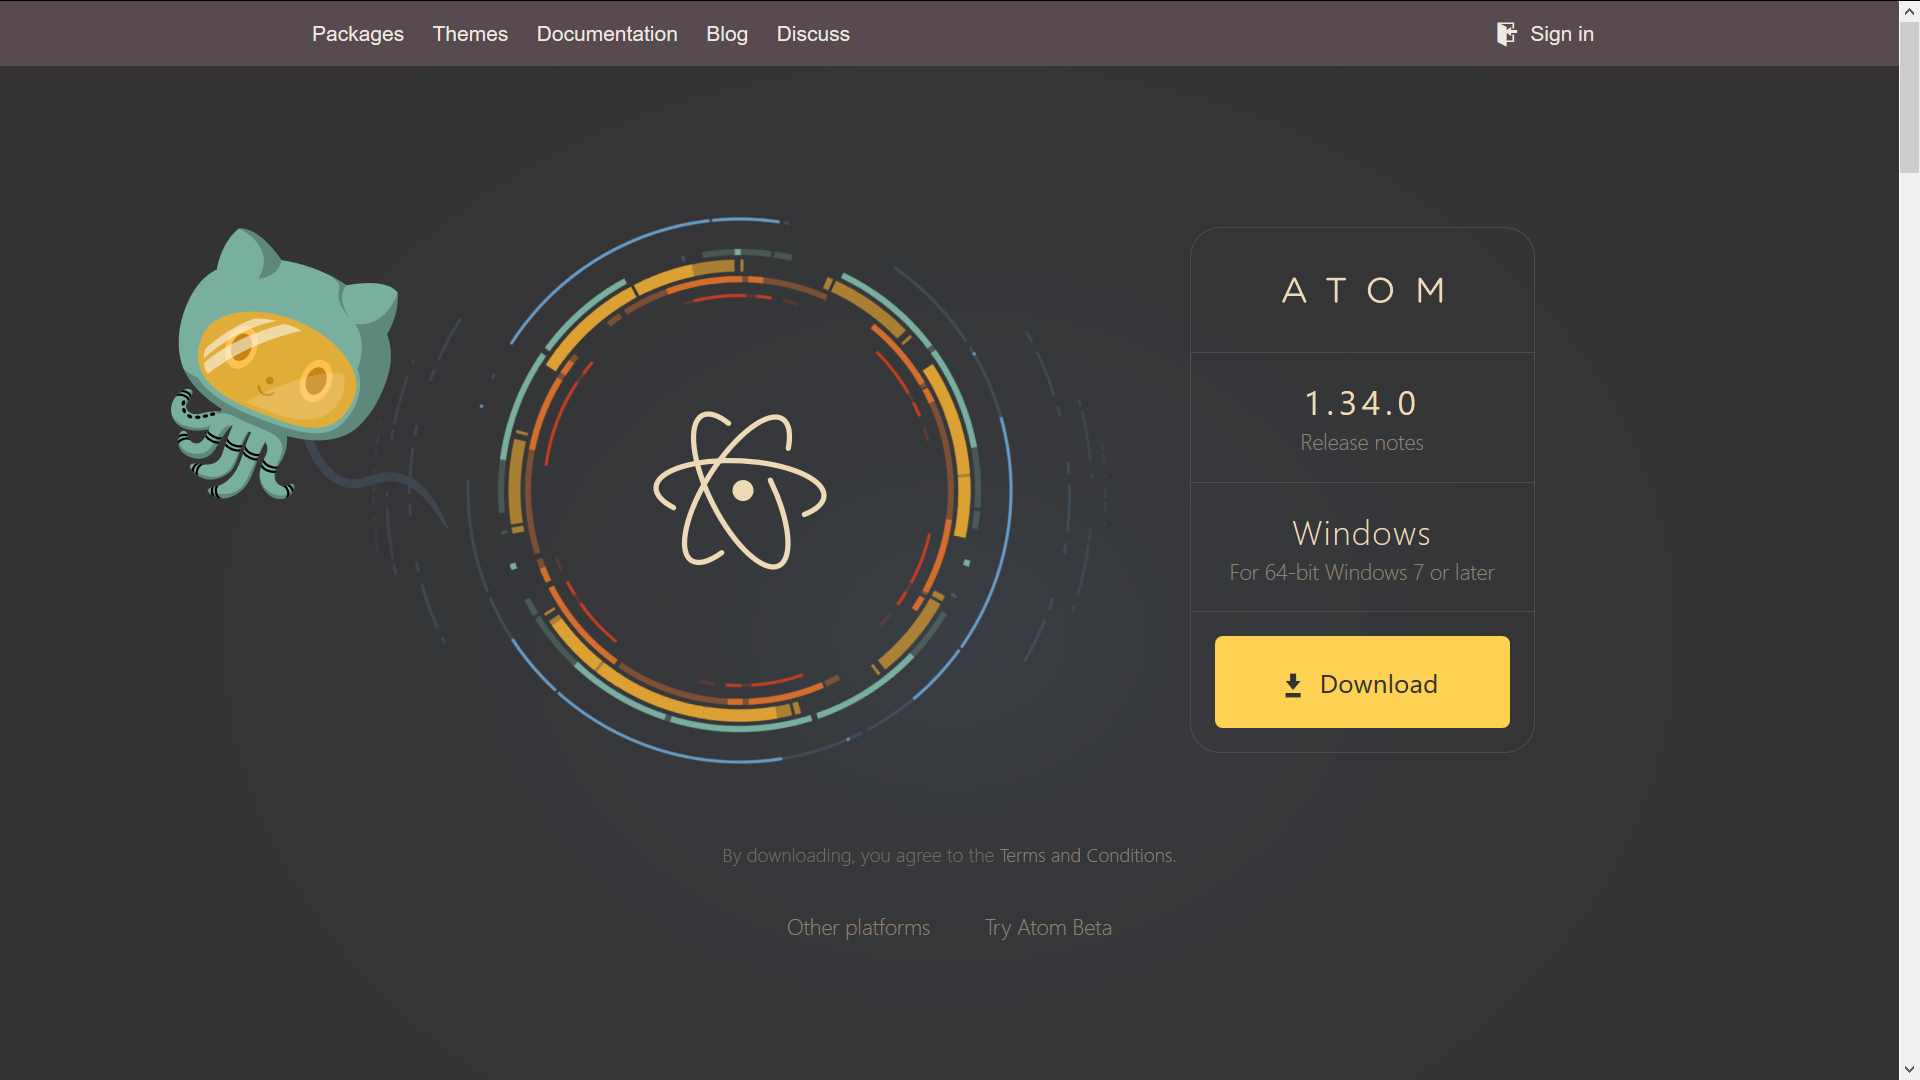 Packages Themes Documentation Blog Discuss Sign in
ATOM
1.34.0
Release notes
Windows
For 64-bit Windows 7 or later
Download
By downloading, you agree to the Terms and Conditions.
Other platforms Try Atom Beta